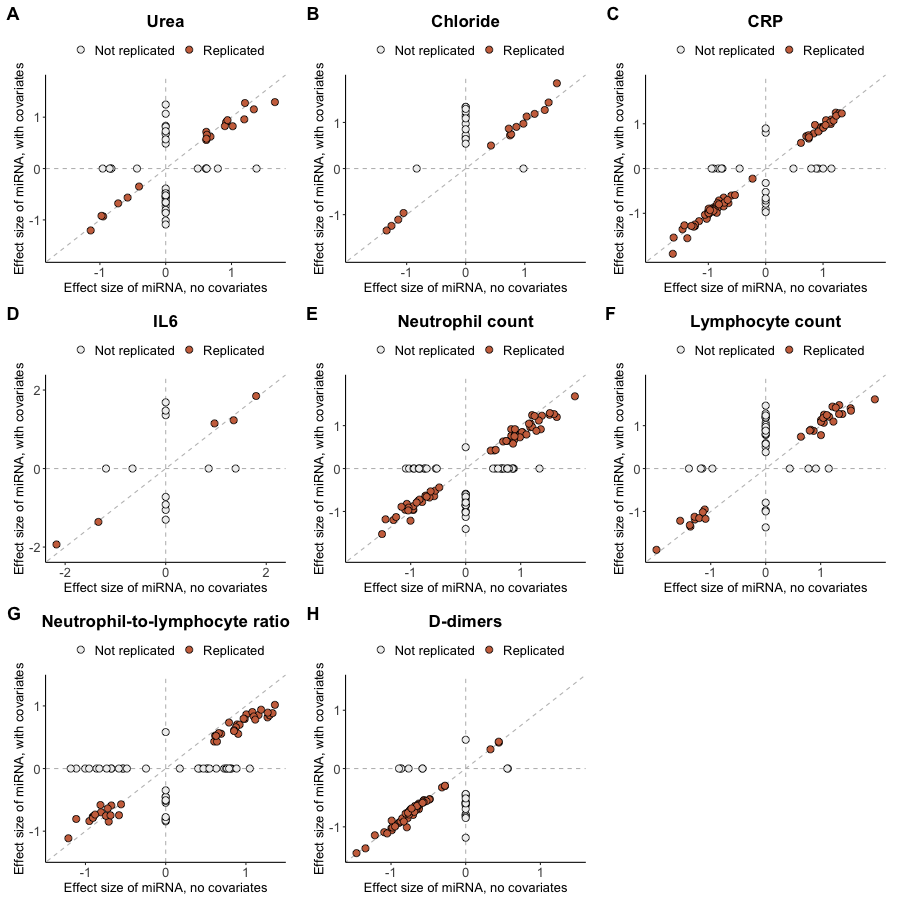 A
Urea
Not replicated Replicated
Effect size of miRNA, with covariates
1
0
-1
-1 0 1
Effect size of miRNA, no covariates
B
Chloride
Not replicated Replicated
Effect size of miRNA, with covariates
1
0
-1
-1 0 1
Effect size of miRNA, no covariates
C
CRP
Not replicated Replicated
Effect size of miRNA, with covariates
1
0
-1
-1 0 1
Effect size of miRNA, no covariates
D
IL6
Not replicated Replicated
Effect size of miRNA, with covariates
2
0
-2
-2 0 2
Effect size of miRNA, no covariates
E
Neutrophil count
Not replicated Replicated
Effect size of miRNA, with covariates
1
0
-1
-1 0 1
Effect size of miRNA, no covariates
F
Lymphocyte count
Not replicated Replicated
Effect size of miRNA, with covariates
1
0
-1
-1 0 1
Effect size of miRNA, no covariates
G
Neutrophil-to-lymphocyte ratio
Not replicated Replicated
Effect size of miRNA, with covariates
1
0
-1
-1 0 1
Effect size of miRNA, no covariates
H
D-dimers
Not replicated Replicated
Effect size of miRNA, with covariates
1
0
-1
-1 0 1
Effect size of miRNA, no covariates